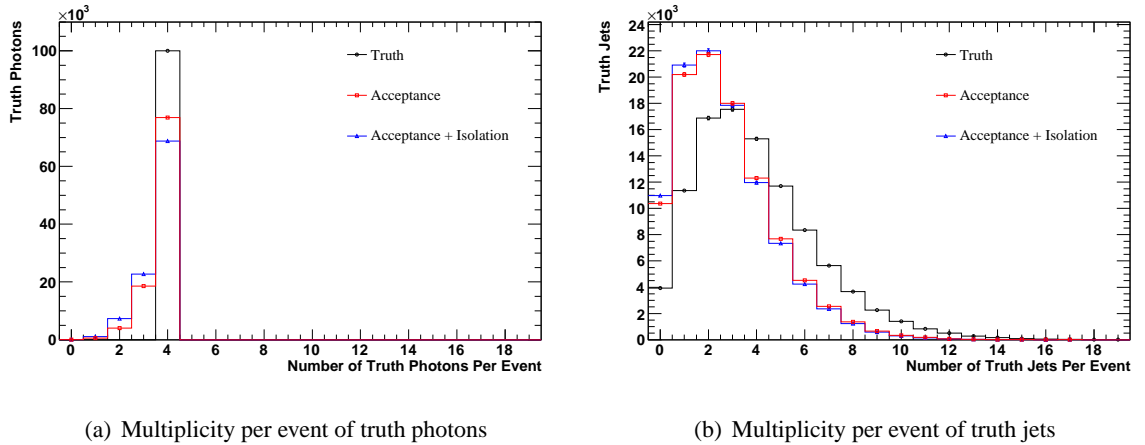 ×10³
Truth Photons
100
80
60
40
20
0
Truth
Acceptance
Acceptance + Isolation
0 2 4 6 8 10 12 14 16 18
Number of Truth Photons Per Event
(a) Multiplicity per event of truth photons
×10³
Truth Jets
24
22
20
18
16
14
12
10
8
6
4
2
0
Truth
Acceptance
Acceptance + Isolation
0 2 4 6 8 10 12 14 16 18
Number of Truth Jets Per Event
(b) Multiplicity per event of truth jets